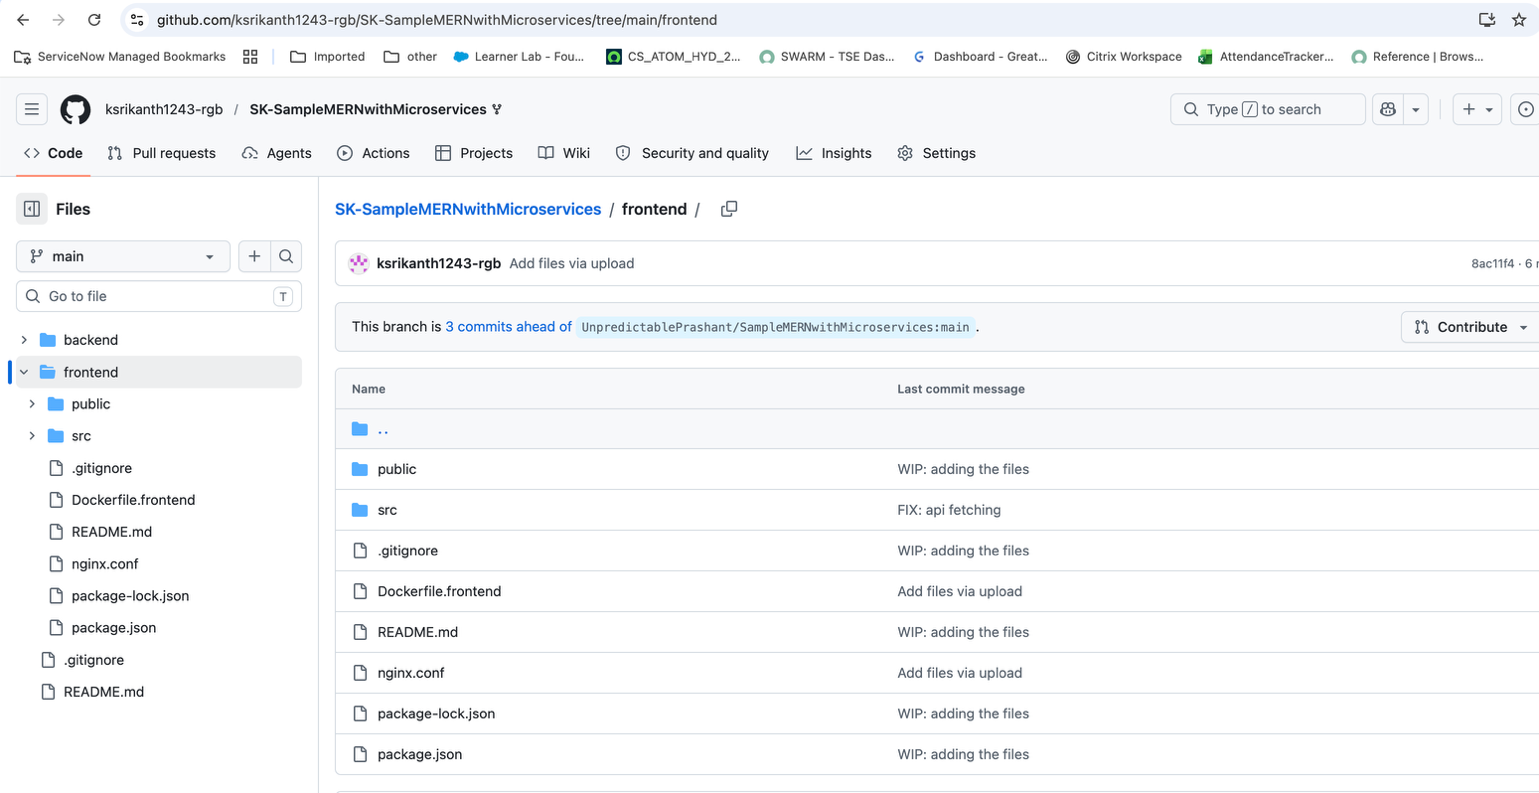 github.com/ksrikanth1243-rgb/SK-SampleMERNwithMicroservices/tree/main/frontend
ServiceNow Managed Bookmarks Imported other Learner Lab - Fou... CS_ATOM_HYD_2... SWARM - TSE Das... Dashboard - Great... Citrix Workspace AttendanceTracker... Reference | Brows...
ksrikanth1243-rgb / SK-SampleMERNwithMicroservices Type / to search
Code Pull requests Agents Actions Projects Wiki Security and quality Insights Settings
Files
main
Go to file T
backend
frontend
public
src
.gitignore
Dockerfile.frontend
README.md
nginx.conf
package-lock.json
package.json
.gitignore
README.md
SK-SampleMERNwithMicroservices / frontend /
ksrikanth1243-rgb Add files via upload 8ac11f4 · 6
This branch is 3 commits ahead of UnpredictablePrashant/SampleMERNwithMicroservices:main .
Contribute
Name Last commit message
..
public WIP: adding the files
src FIX: api fetching
.gitignore WIP: adding the files
Dockerfile.frontend Add files via upload
README.md WIP: adding the files
nginx.conf Add files via upload
package-lock.json WIP: adding the files
package.json WIP: adding the files